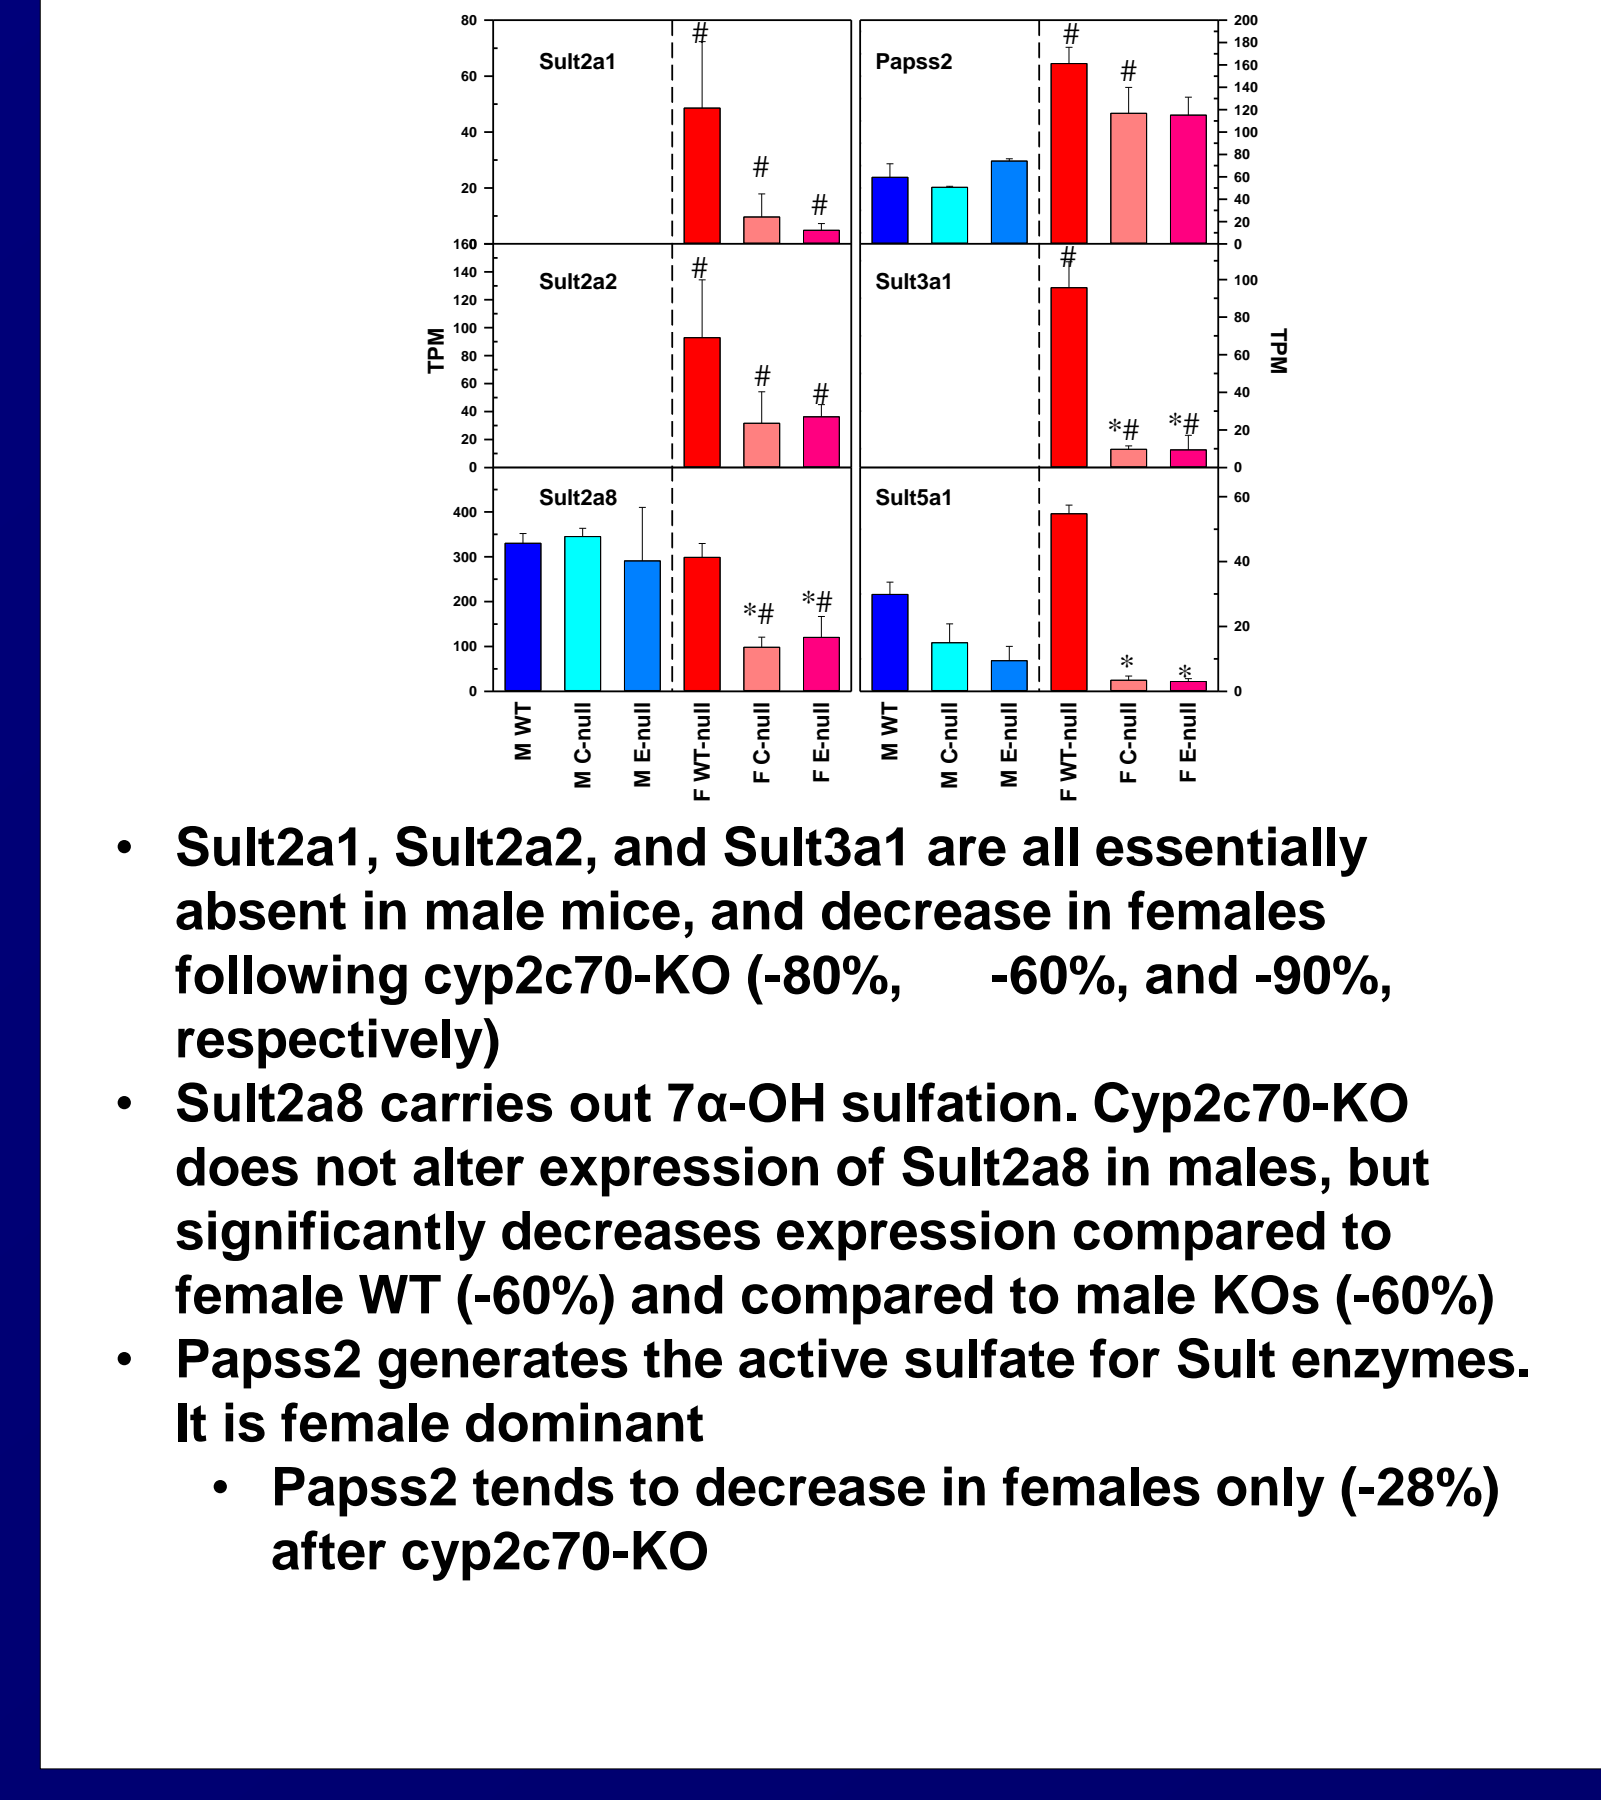 80
60
40
20
0
Sult2a1
#
#
#
Papss2
#
#
200
180
160
140
120
100
80
60
40
20
0
160
140
120
100
80
60
40
20
0
TPM
Sult2a2
#
#
#
Sult3a1
#
*#
*#
100
80
60
40
20
0
TPM
400
300
200
100
0
Sult2a8
*#
*#
Sult5a1
*
*
60
40
20
0
M WT
M C-null
M E-null
F WT-null
F C-null
F E-null
M WT
M C-null
M E-null
F WT-null
F C-null
F E-null
• Sult2a1, Sult2a2, and Sult3a1 are all essentially
absent in male mice, and decrease in females
following cyp2c70-KO (-80%, -60%, and -90%,
respectively)
• Sult2a8 carries out 7α-OH sulfation. Cyp2c70-KO
does not alter expression of Sult2a8 in males, but
significantly decreases expression compared to
female WT (-60%) and compared to male KOs (-60%)
• Papss2 generates the active sulfate for Sult enzymes.
It is female dominant
• Papss2 tends to decrease in females only (-28%)
after cyp2c70-KO